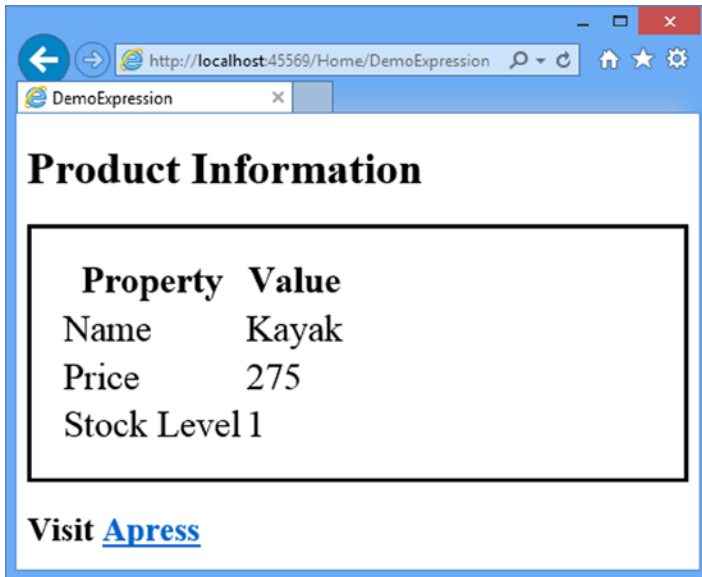 http://localhost:45569/Home/DemoExpression
DemoExpression
Product Information
Property Value
Name Kayak
Price 275
Stock Level 1
Visit Apress